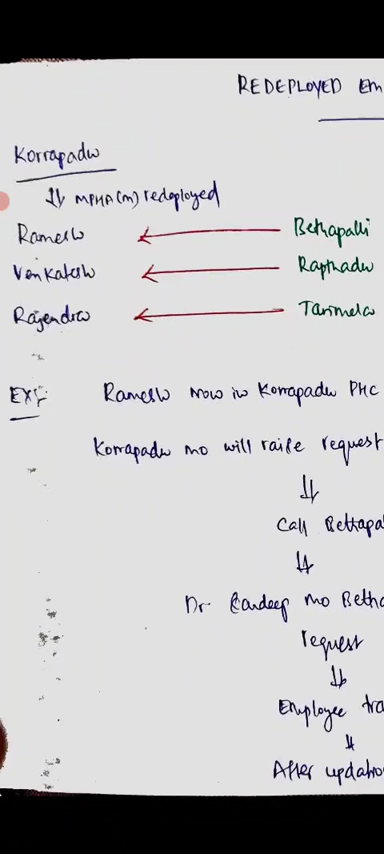 REDEPLOYED Em
Korrapadu
⇓ MPHA(m) redeployed
Ramesh ← Bethapalli
Venkatesh ← Rapthadu
Rajendra ← Tarimela
EX:
Ramesh now in Korrapadu PHC
Korrapadu mo will raise request
⇓
Call Bethapa
⇓
Dr Sandeep mo Betha
request
⇓
Employee tra
⇓
After updatio